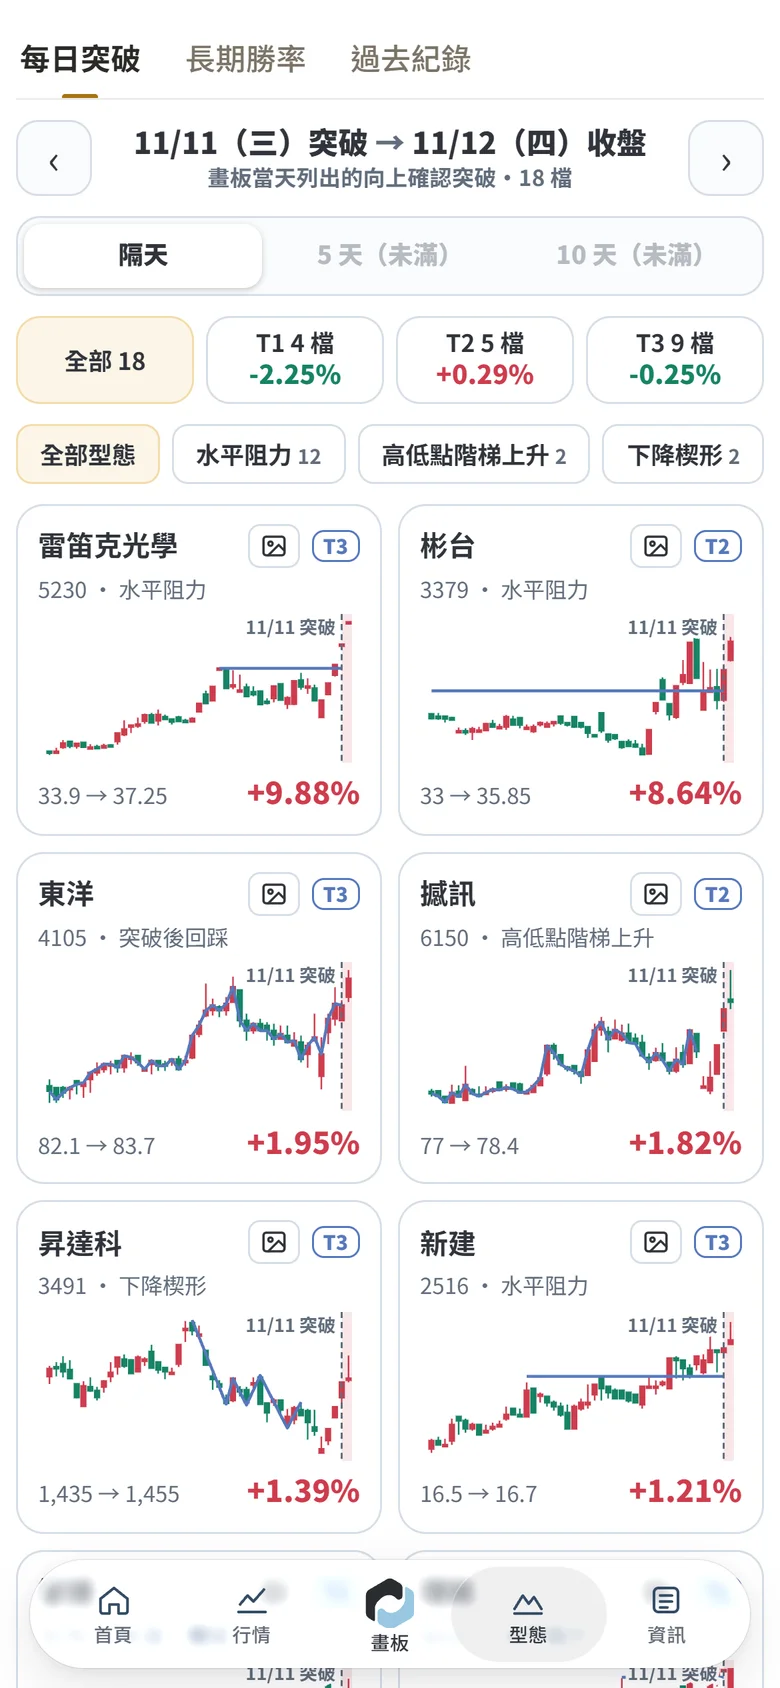 每日突破 長期勝率 過去紀錄
‹ 11/11（三）突破 → 11/12（四）收盤 ›
畫板當天列出的向上確認突破・18 檔
隔天 5 天（未滿） 10 天（未滿）
全部 18
T1 4 檔
-2.25%
T2 5 檔
+0.29%
T3 9 檔
-0.25%
全部型態 水平阻力 12 高低點階梯上升 2 下降楔形 2
雷笛克光學 T3
5230 ・ 水平阻力
11/11 突破
33.9 → 37.25 +9.88%
彬台 T2
3379 ・ 水平阻力
11/11 突破
33 → 35.85 +8.64%
東洋 T3
4105 ・ 突破後回踩
11/11 突破
82.1 → 83.7 +1.95%
撼訊 T2
6150 ・ 高低點階梯上升
11/11 突破
77 → 78.4 +1.82%
昇達科 T3
3491 ・ 下降楔形
11/11 突破
1,435 → 1,455 +1.39%
新建 T3
2516 ・ 水平阻力
11/11 突破
16.5 → 16.7 +1.21%
首頁 行情 畫板 型態 資訊
11/11 突破 11/11 突破